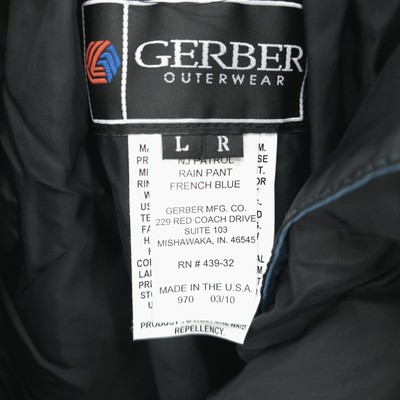 GERBER
OUTERWEAR
L R
NJ PATROL
RAIN PANT
FRENCH BLUE
GERBER MFG. CO.
229 RED COACH DRIVE
SUITE 103
MISHAWAKA, IN. 46545
RN # 439-32
MADE IN THE U.S.A.
970 03/10
REPELLENCY.